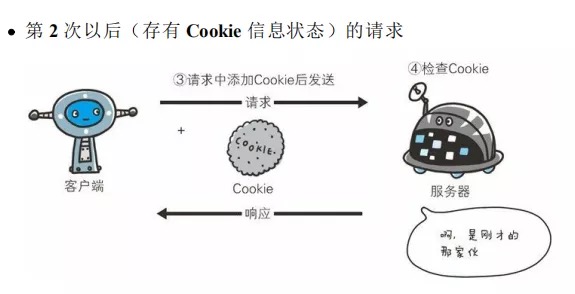 • 第 2 次以后（存有 Cookie 信息状态）的请求
③请求中添加Cookie后发送
④检查Cookie
请求
+
COOKIE.
客户端
Cookie
服务器
响应
啊，是刚才的
那家伙